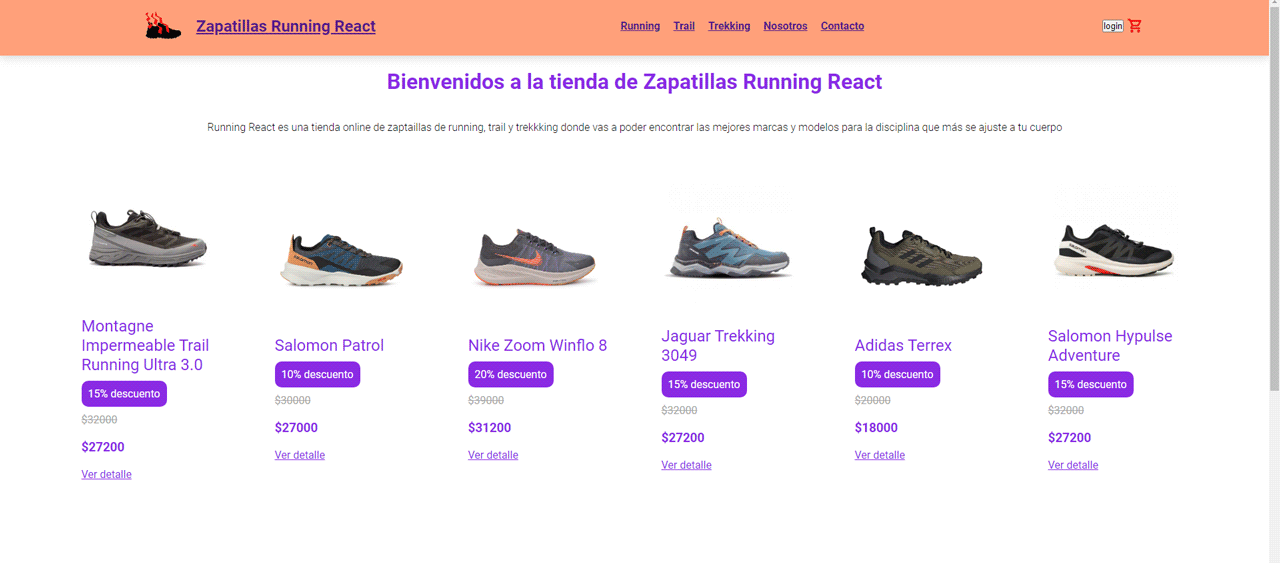 Zapatillas Running React
Running Trail Trekking Nosotros Contacto
login
Bienvenidos a la tienda de Zapatillas Running React
Running React es una tienda online de zaptaillas de running, trail y trekkking donde vas a poder encontrar las mejores marcas y modelos para la disciplina que más se ajuste a tu cuerpo
Montagne
Impermeable Trail
Running Ultra 3.0
15% descuento
$32000
$27200
Ver detalle
Salomon Patrol
10% descuento
$30000
$27000
Ver detalle
Nike Zoom Winflo 8
20% descuento
$39000
$31200
Ver detalle
Jaguar Trekking
3049
15% descuento
$32000
$27200
Ver detalle
Adidas Terrex
10% descuento
$20000
$18000
Ver detalle
Salomon Hypulse
Adventure
15% descuento
$32000
$27200
Ver detalle